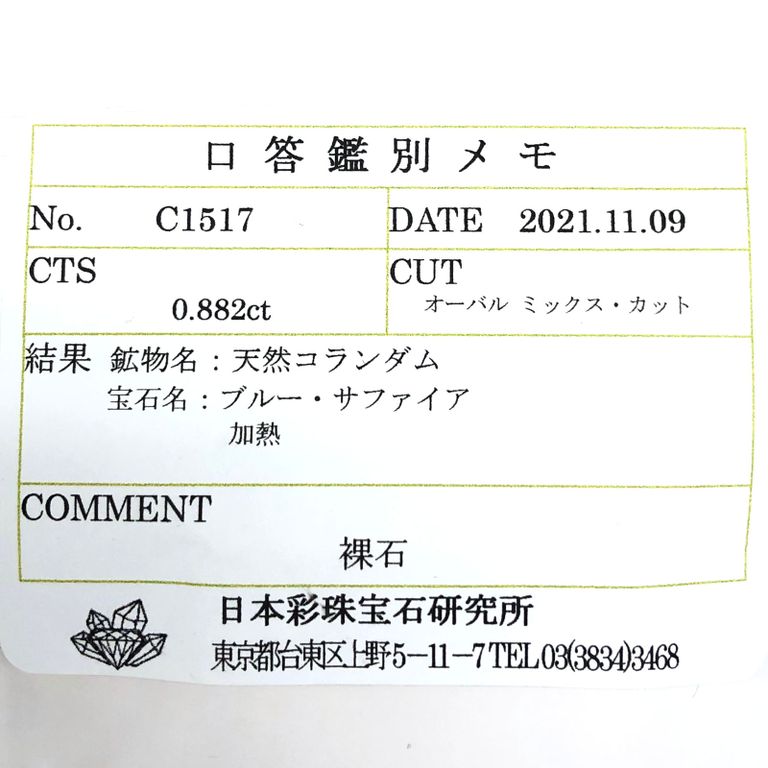 口答鑑別メモ
No. C1517 DATE 2021.11.09
CTS CUT
0.882ct オーバル ミックス・カット
結果 鉱物名：天然コランダム
宝石名：ブルー・サファイア
加熱
COMMENT
裸石
日本彩珠宝石研究所
東京都台東区上野5－11－7 TEL 03(3834)3468